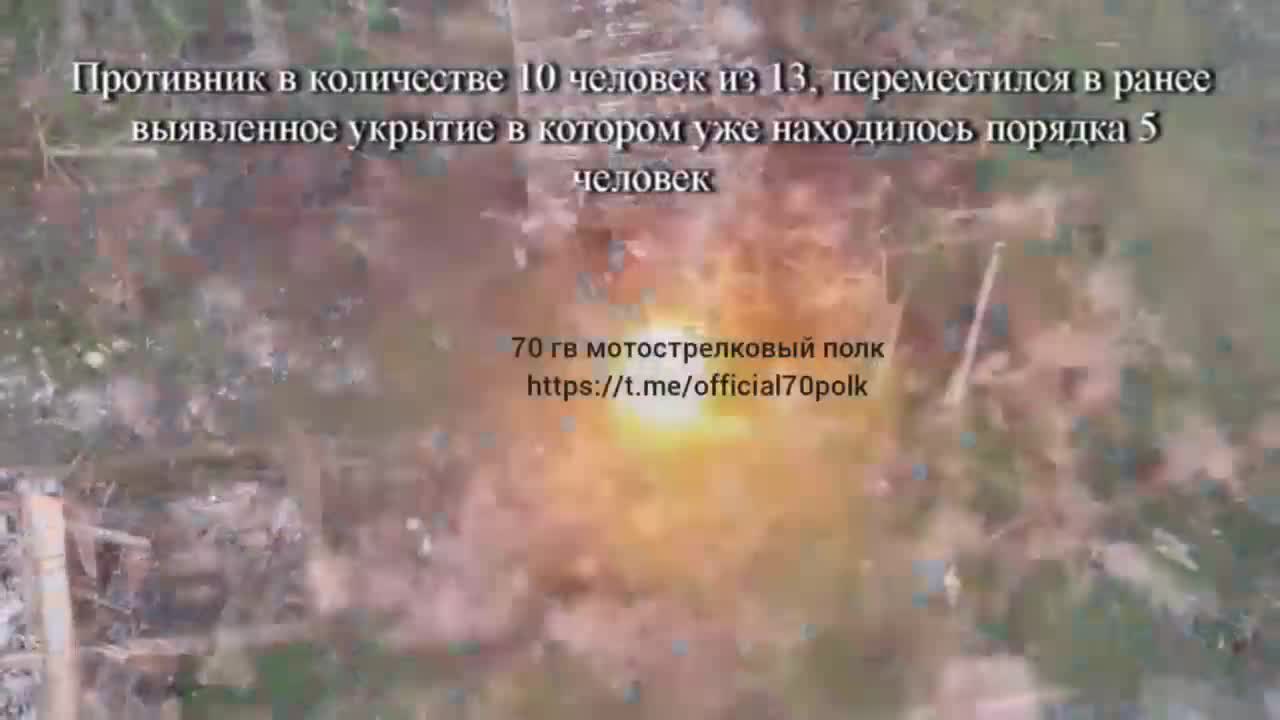 Противник в количестве 10 человек из 13, переместился в ранее
выявленное укрытие в котором уже находилось порядка 5
человек
70 гв мотострелковый полк
https://t.me/official70polk